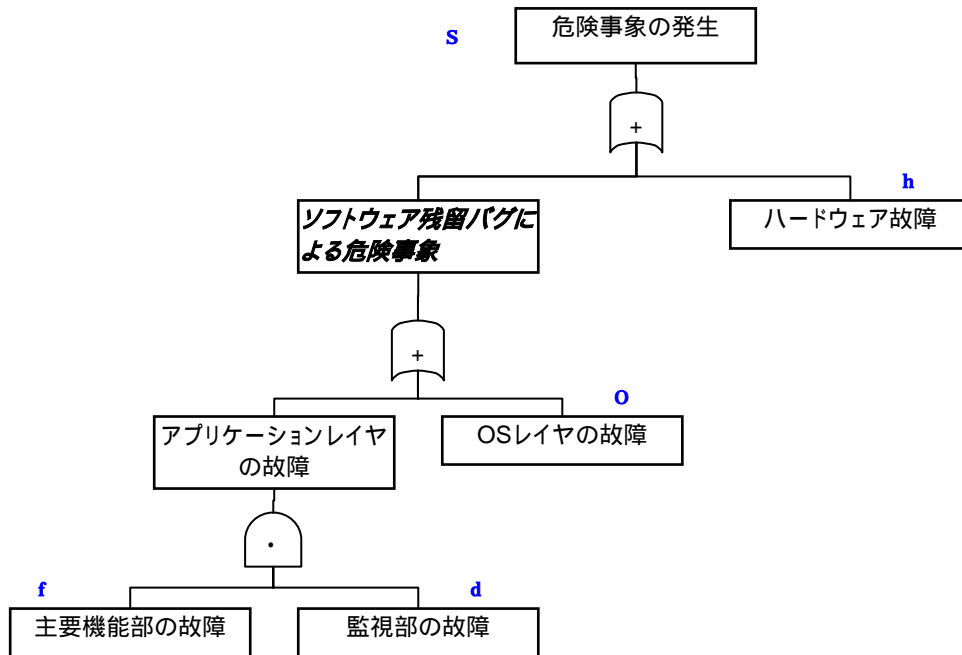 S
危険事象の発生
+
h
ソフトウェア残留バグに
よる危険事象
ハードウェア故障
+
O
アプリケーションレイヤ
の故障
OSレイヤの故障
・
f
d
主要機能部の故障
監視部の故障